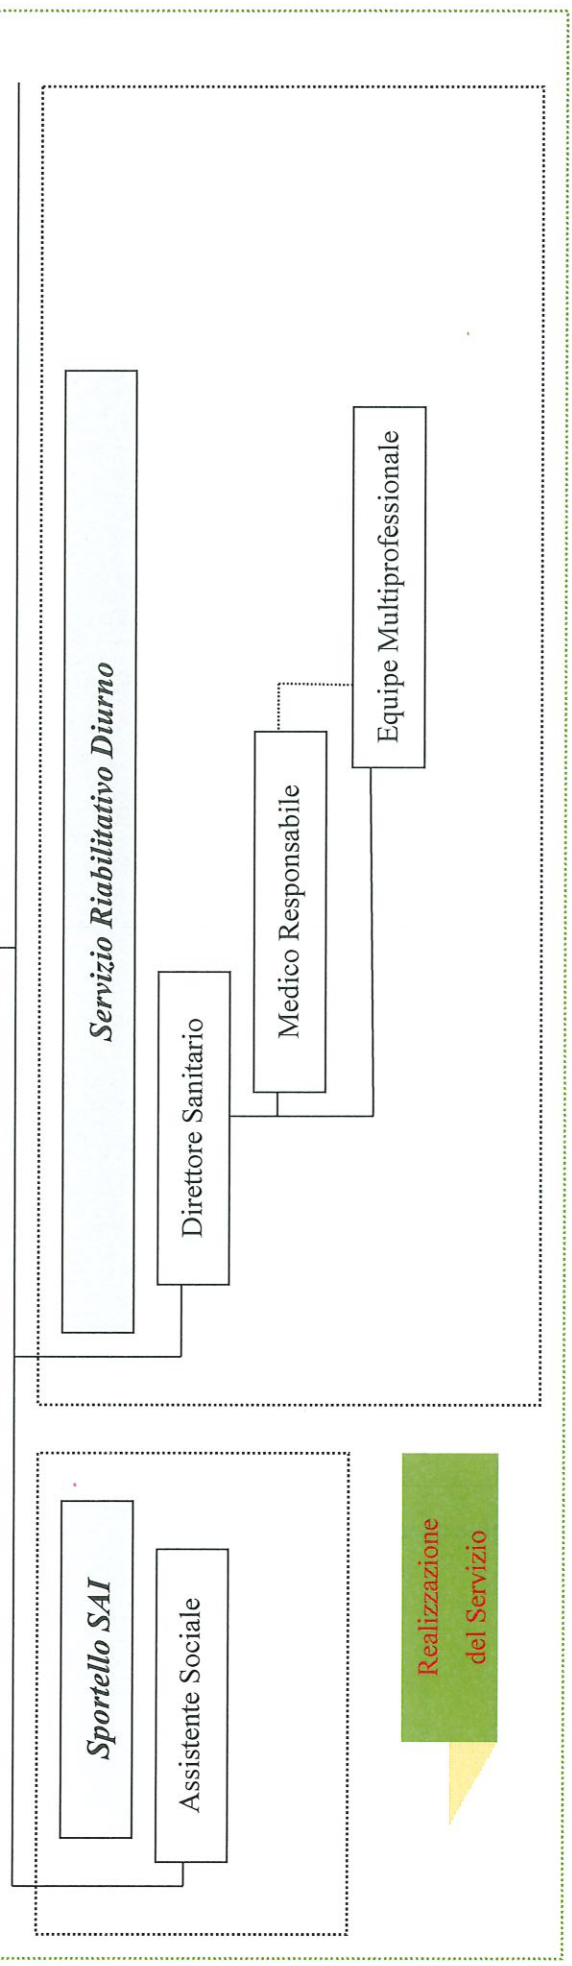 Sportello SAI
Assistente Sociale
Servizio Riabilitativo Diurno
Direttore Sanitario
Medico Responsabile
Equipe Multiprofessionale
Realizzazione
del Servizio